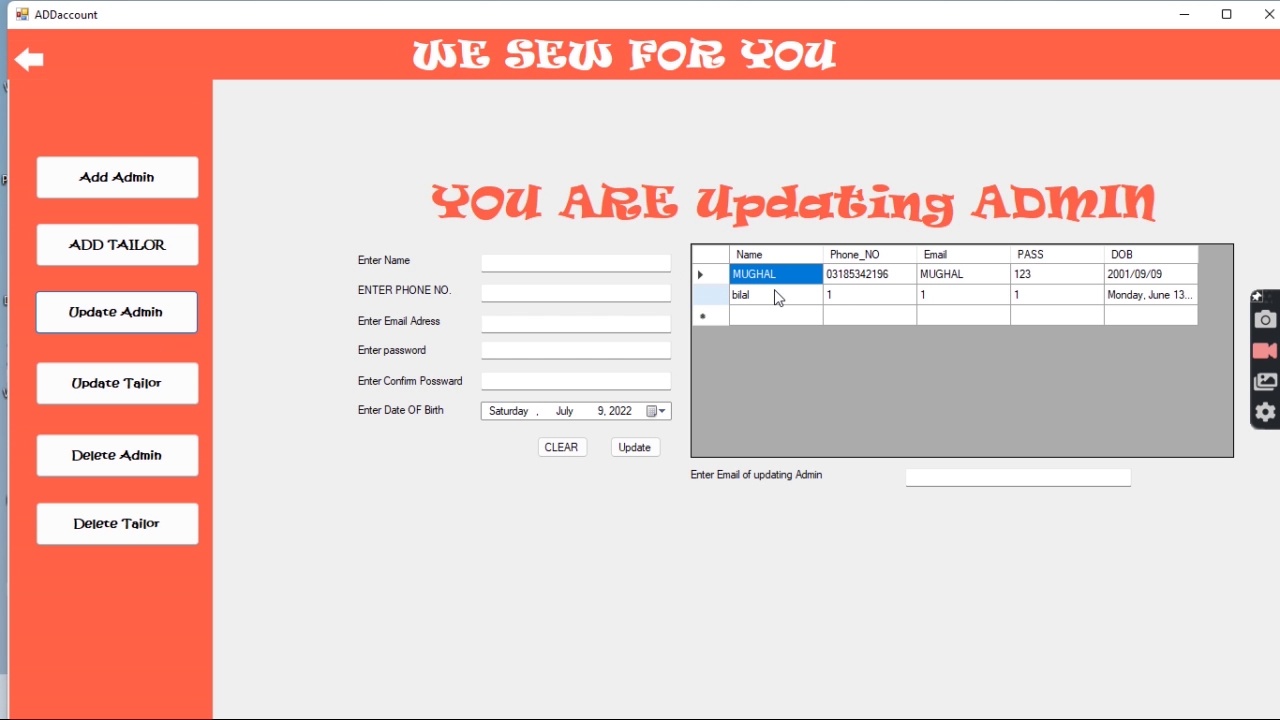 ADDaccount
WE SEW FOR YOU
Add Admin
ADD TAILOR
Update Admin
Update Tailor
Delete Admin
Delete Tailor
YOU ARE Updating ADMIN
Enter Name
ENTER PHONE NO.
Enter Email Adress
Enter password
Enter Confirm Possward
Enter Date OF Birth
Saturday , July 9, 2022
CLEAR Update
Name Phone_NO Email PASS DOB
MUGHAL 03185342196 MUGHAL 123 2001/09/09
bilal 1 1 1 Monday, June 13...
Enter Email of updating Admin